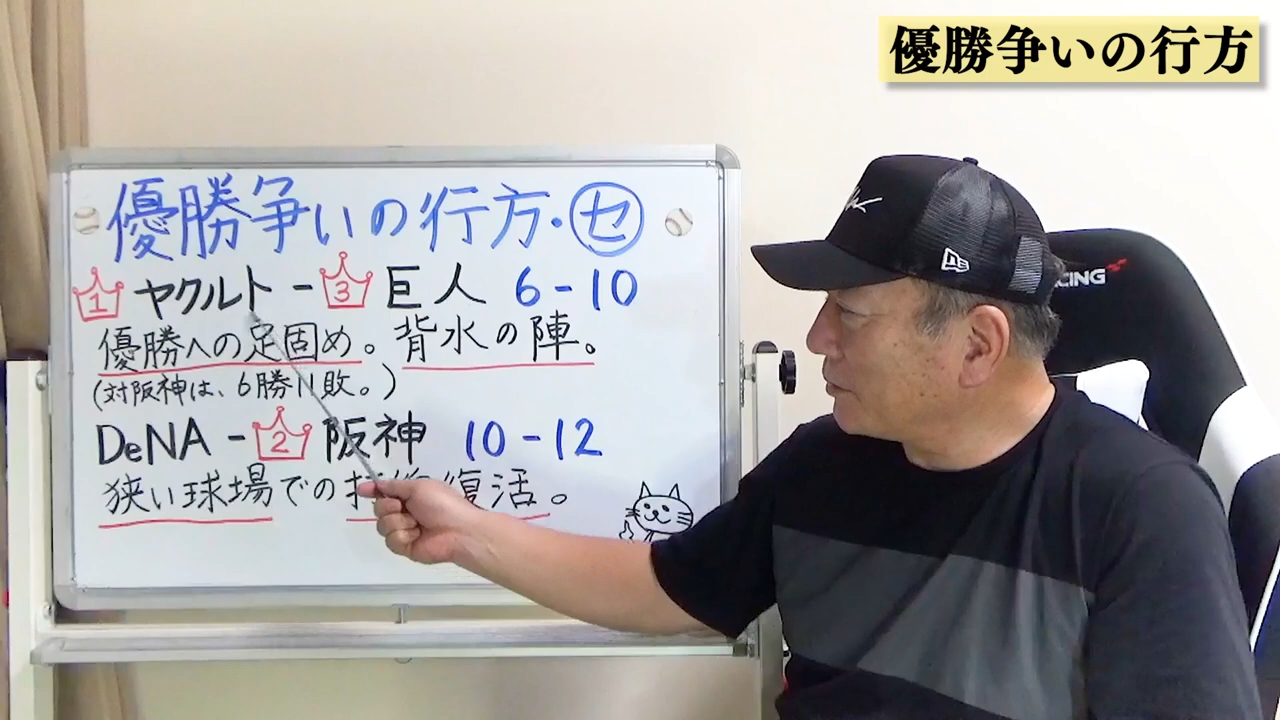 優勝争いの行方
優勝争いの行方・セ
1 ヤクルト - 3 巨人 6-10
優勝への足固め。背水の陣。
(対阪神は、6勝11敗。)
DeNA - 2 阪神 10-12
狭い球場での打復活。
CING